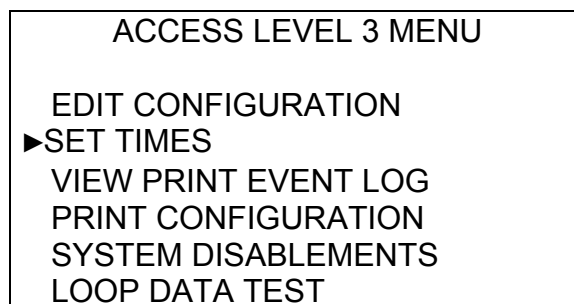 ACCESS LEVEL 3 MENU
EDIT CONFIGURATION
►SET TIMES
VIEW PRINT EVENT LOG
PRINT CONFIGURATION
SYSTEM DISABLEMENTS
LOOP DATA TEST